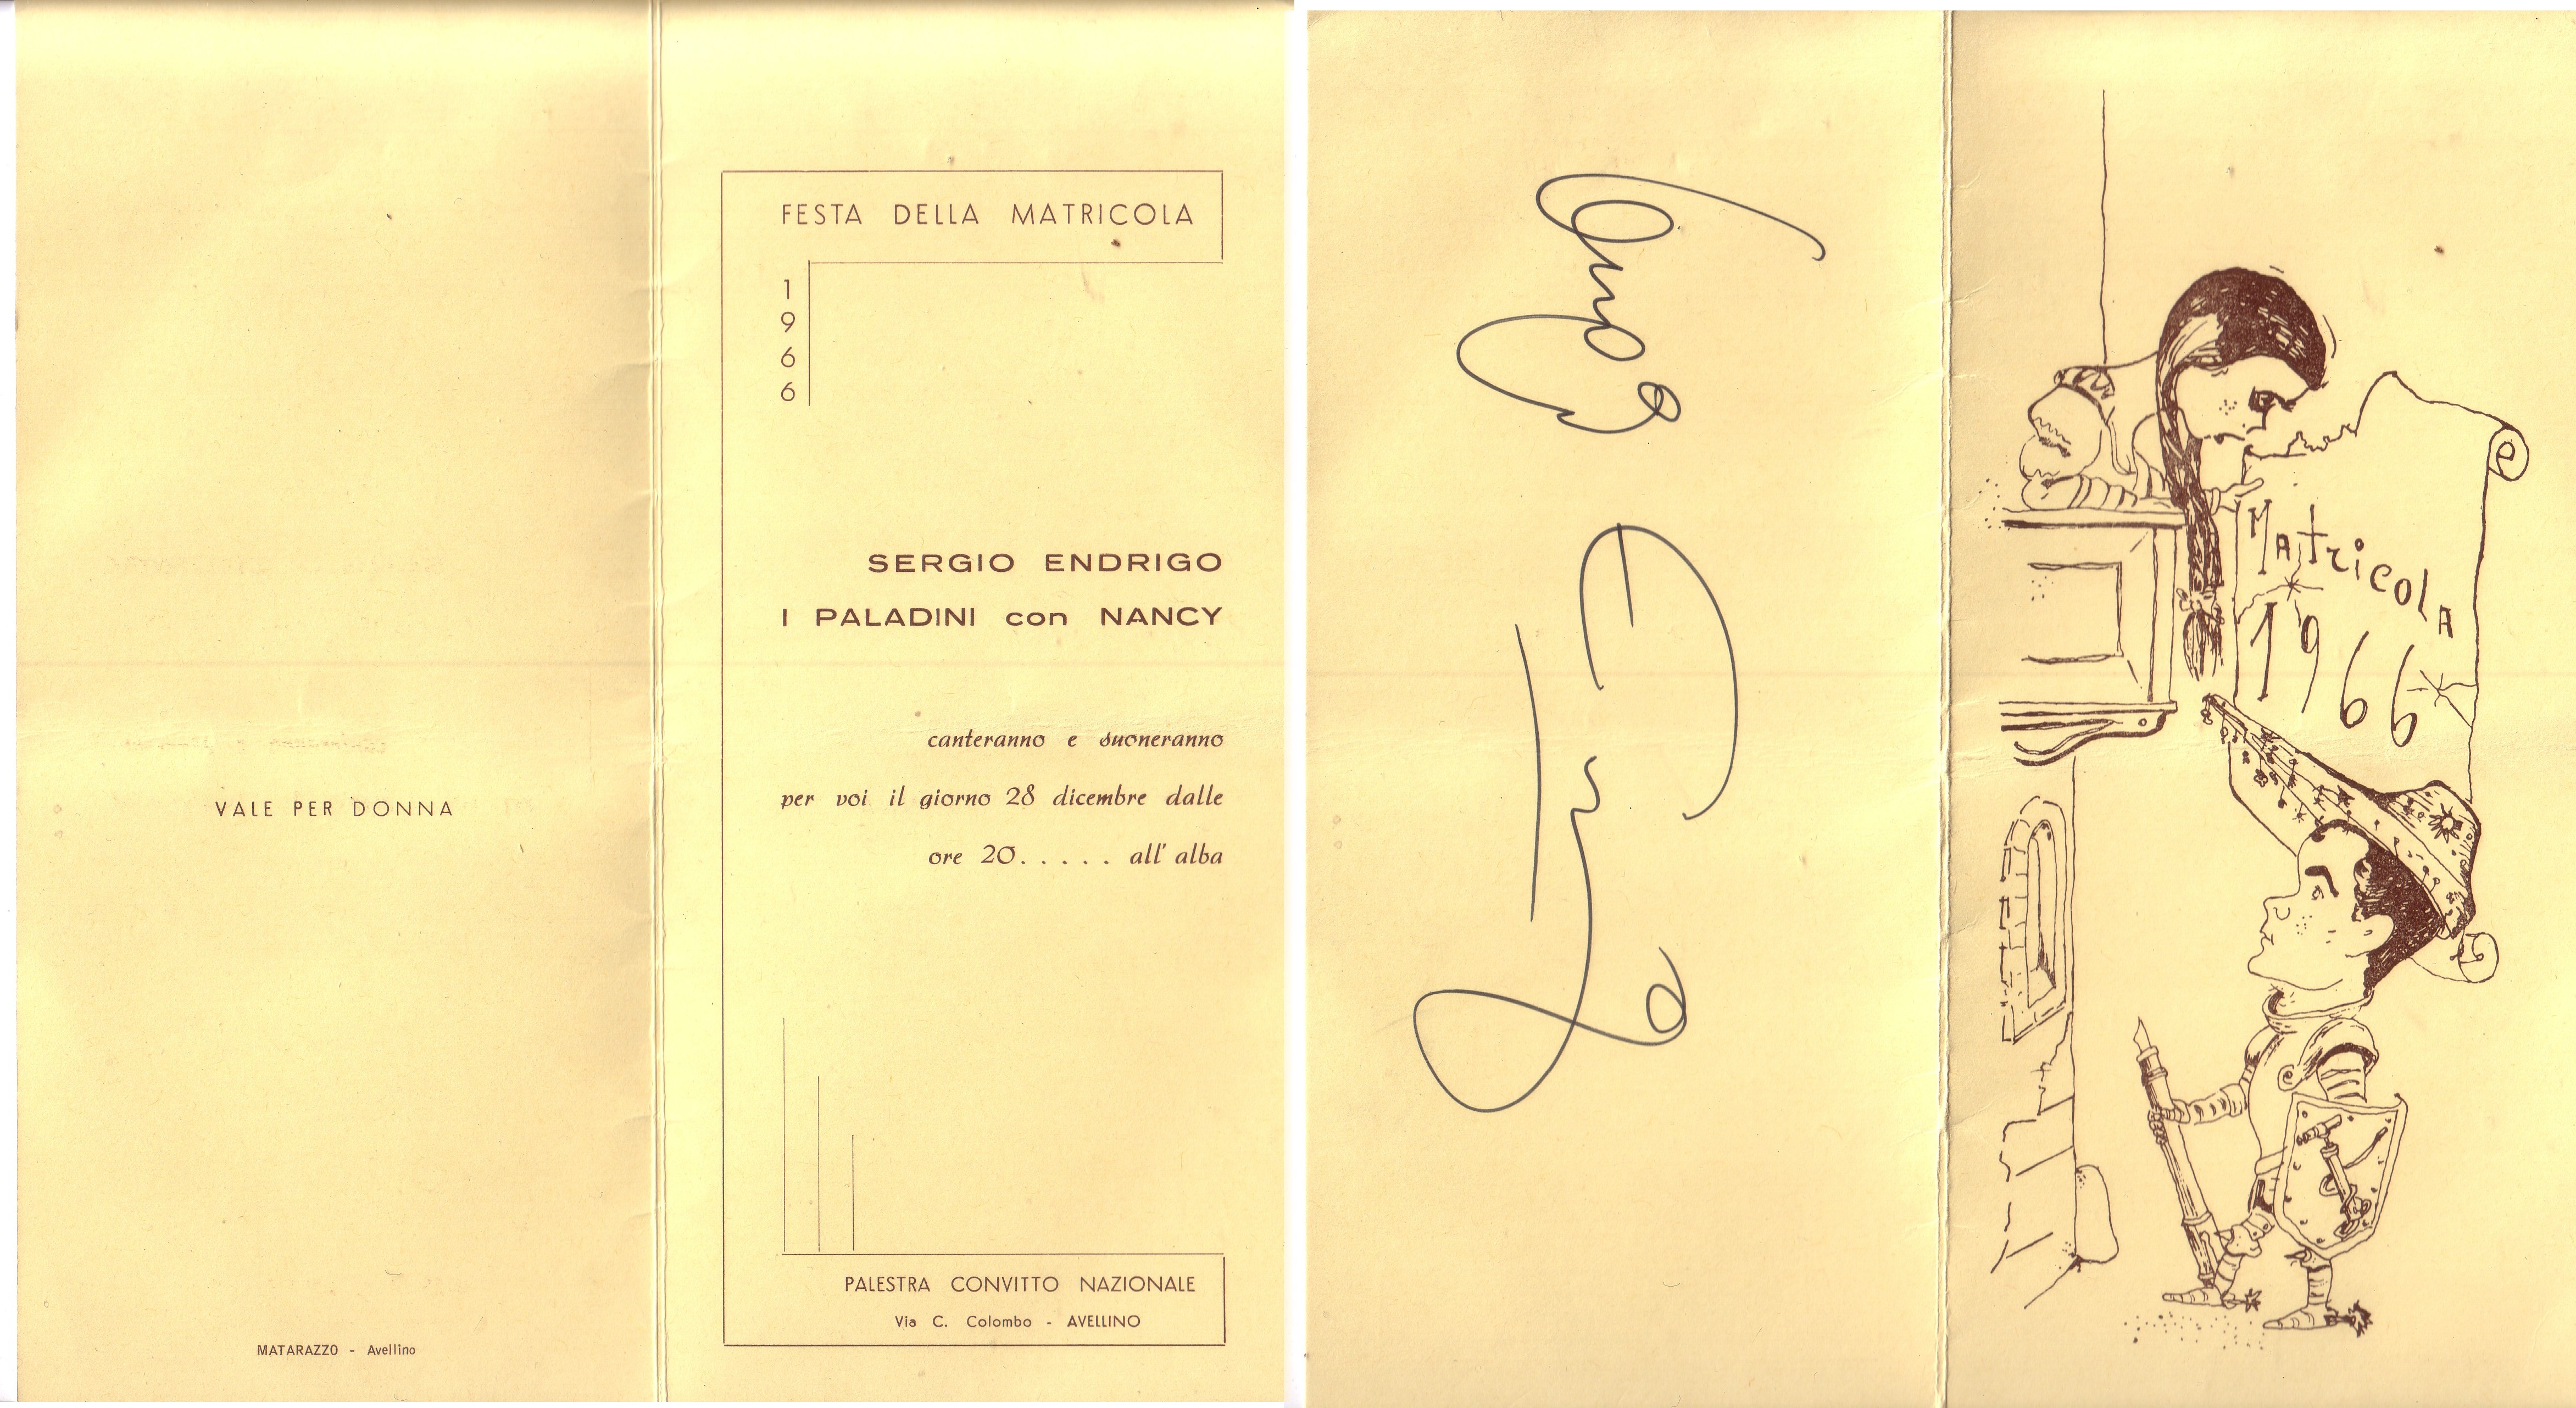 VALE PER DONNA
MATARAZZO - Avellino
FESTA DELLA MATRICOLA
1
9
6
6
SERGIO ENDRIGO
I PALADINI con NANCY
canteranno e suoneranno
per voi il giorno 28 dicembre dalle
ore 20. . . . . all' alba
PALESTRA CONVITTO NAZIONALE
Via C. Colombo - AVELLINO
Matricola
1966